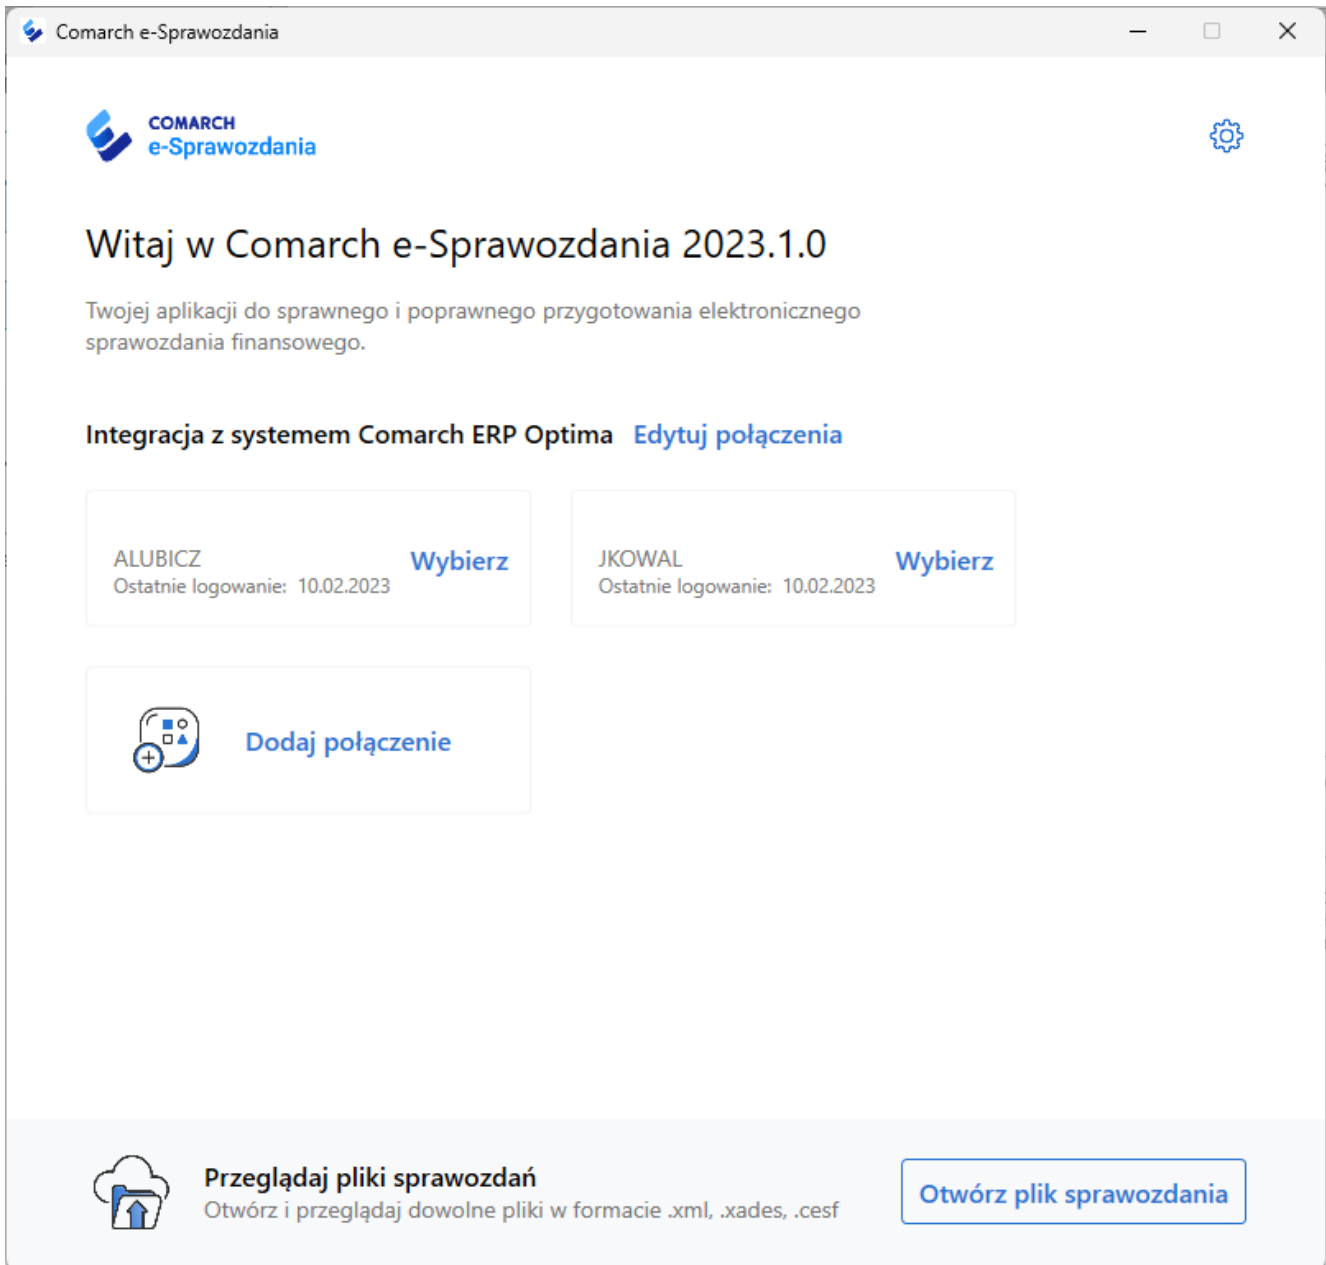 Comarch e-Sprawozdania
COMARCH
e-Sprawozdania
Witaj w Comarch e-Sprawozdania 2023.1.0
Twojej aplikacji do sprawnego i poprawnego przygotowania elektronicznego
sprawozdania finansowego.
Integracja z systemem Comarch ERP Optima Edytuj połączenia
ALUBICZ
Ostatnie logowanie: 10.02.2023
Wybierz
JKOWAL
Ostatnie logowanie: 10.02.2023
Wybierz
Dodaj połączenie
Przeglądaj pliki sprawozdań
Otwórz i przeglądaj dowolne pliki w formacie .xml, .xades, .cesf
Otwórz plik sprawozdania